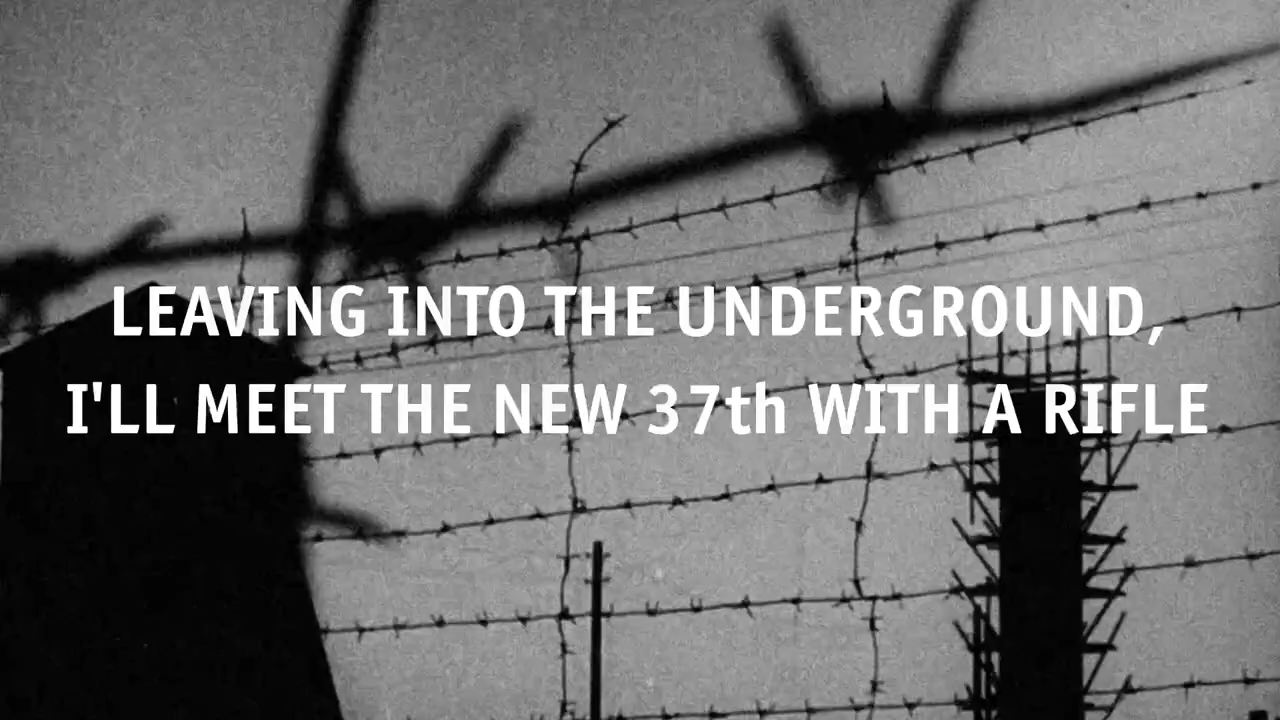 LEAVING INTO THE UNDERGROUND,
I'LL MEET THE NEW 37th WITH A RIFLE